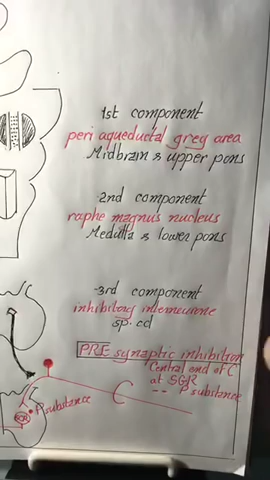 1st component
peri aqueductal grey area
Midbrain & upper pons
2nd component
raphe magnus nucleus
Medulla & lower pons
-3rd component
inhibitory interneurone
sp. cd
PRE synaptic inhibition
Central end of C
at SGR
-- P substance
C
P substance
SGR